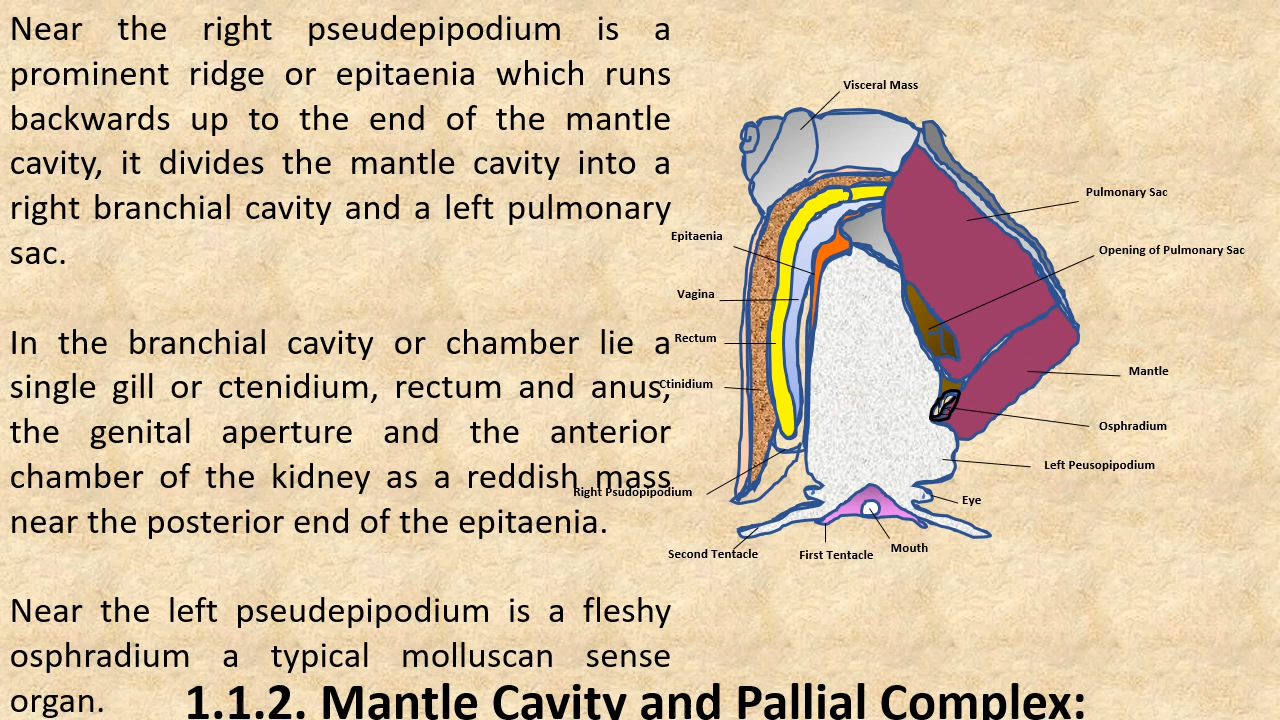 Near the right pseudepipodium is a
prominent ridge or epitaenia which runs
backwards up to the end of the mantle
cavity, it divides the mantle cavity into a
right branchial cavity and a left pulmonary
sac.
In the branchial cavity or chamber lie a
single gill or ctenidium, rectum and anus,
the genital aperture and the anterior
chamber of the kidney as a reddish mass
near the posterior end of the epitaenia.
Near the left pseudepipodium is a fleshy
osphradium a typical molluscan sense
organ.
Visceral Mass
Pulmonary Sac
Epitaenia
Opening of Pulmonary Sac
Vagina
Rectum
Mantle
Ctinidium
Osphradium
Left Peusopipodium
Right Psudopipodium
Eye
Second Tentacle
First Tentacle
Mouth
1.1.2. Mantle Cavity and Pallial Complex: